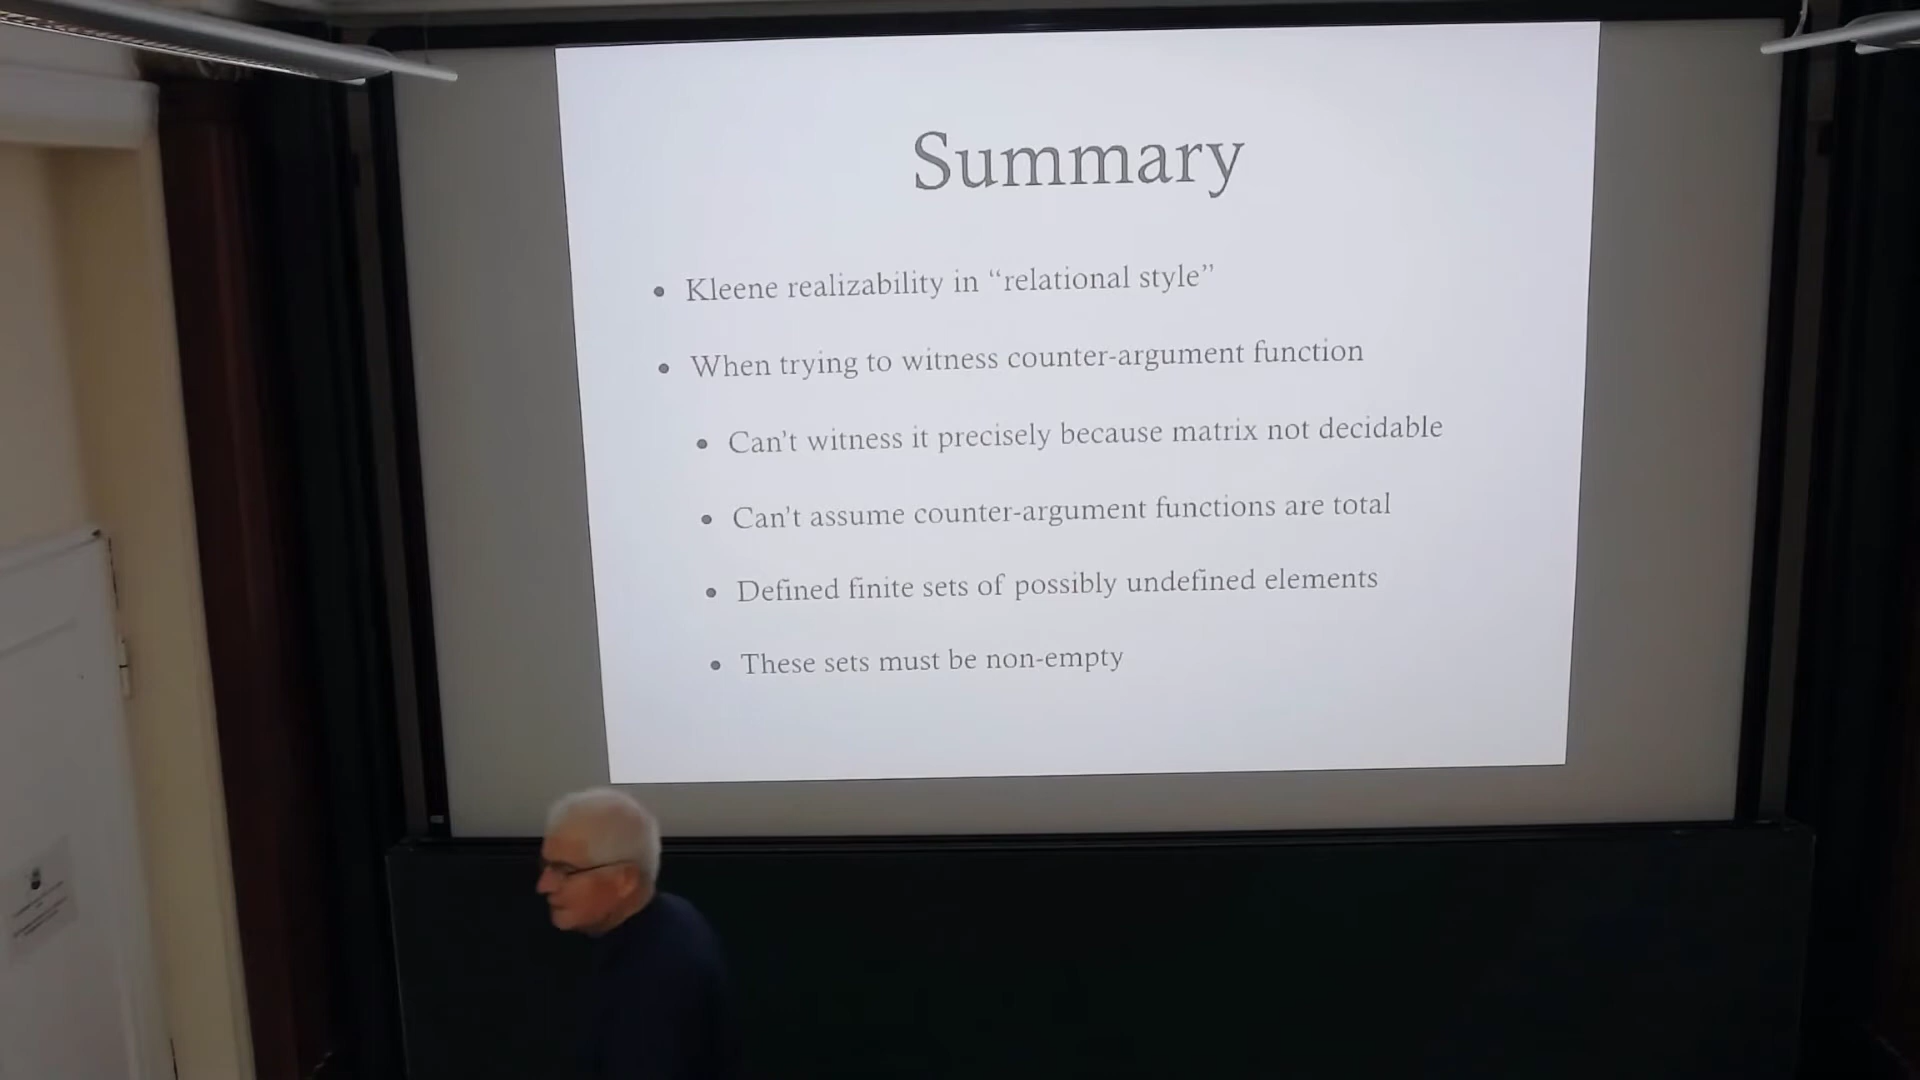 Summary
• Kleene realizability in “relational style”
• When trying to witness counter-argument function
• Can’t witness it precisely because matrix not decidable
• Can’t assume counter-argument functions are total
• Defined finite sets of possibly undefined elements
• These sets must be non-empty